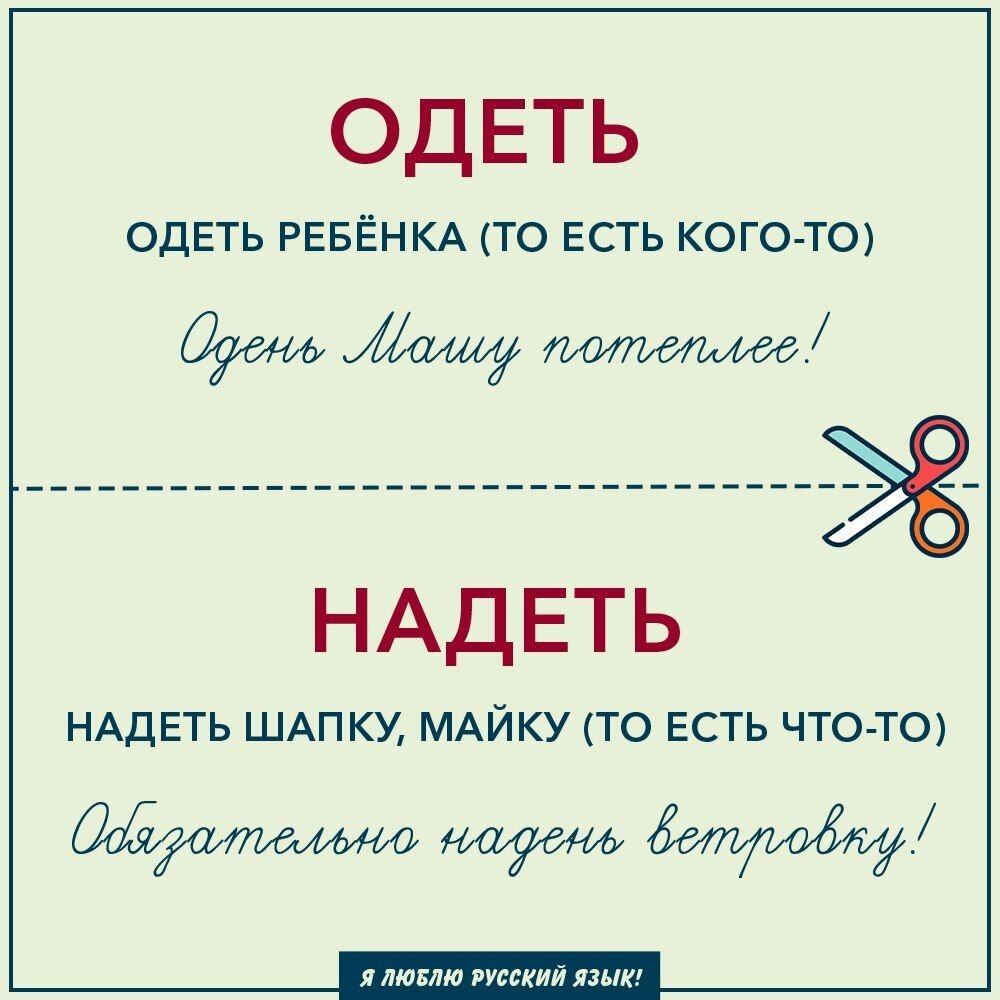 ОДЕТЬ
ОДЕТЬ РЕБЁНКА (ТО ЕСТЬ КОГО-ТО)
Одень Машу потеплее!
НАДЕТЬ
НАДЕТЬ ШАПКУ, МАЙКУ (ТО ЕСТЬ ЧТО-ТО)
Обязательно надень ветровку!
Я ЛЮБЛЮ РУССКИЙ ЯЗЫК!